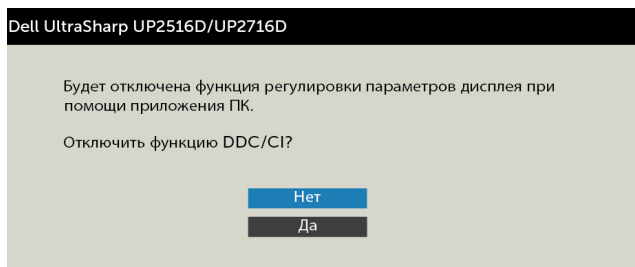 Dell UltraSharp UP2516D/UP2716D
Будет отключена функция регулировки параметров дисплея при
помощи приложения ПК.
Отключить функцию DDC/CI?
Нет
Да